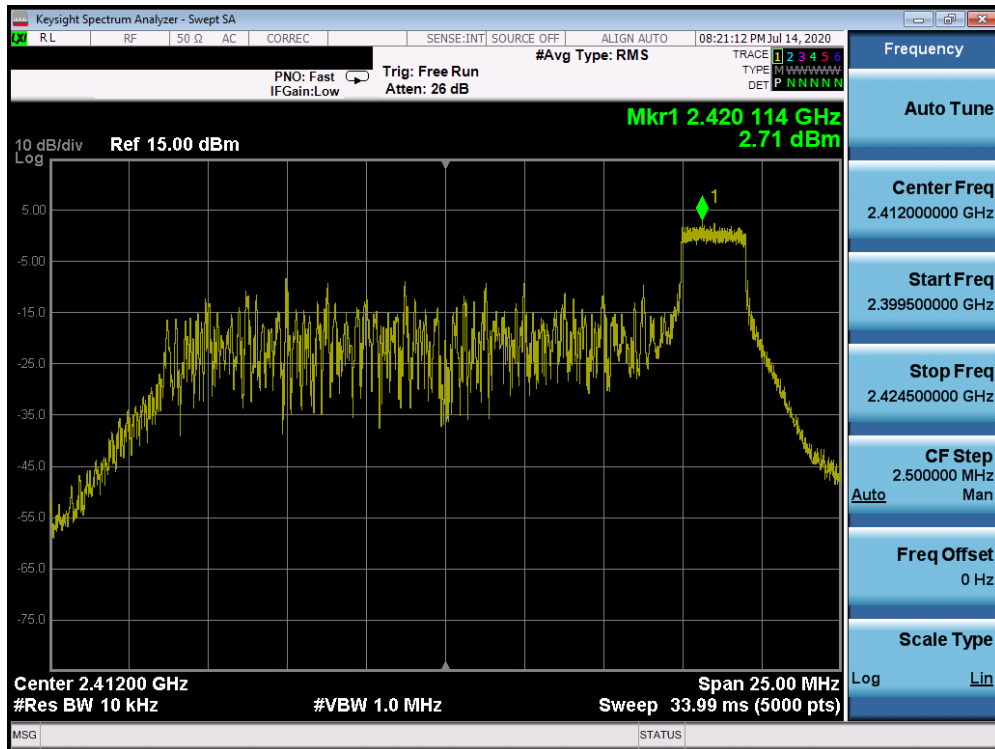 Keysight Spectrum Analyzer - Swept SA
LXI RL RF 50 Ω AC CORREC SENSE:INT SOURCE OFF ALIGN AUTO 08:21:12 PM Jul 14, 2020
#Avg Type: RMS
TRACE 1 2 3 4 5 6
PNO: Fast Trig: Free Run TYPE M W W W W W
IFGain:Low Atten: 26 dB DET P N N N N N
Mkr1 2.420 114 GHz
2.71 dBm
10 dB/div Ref 15.00 dBm
Log
1
5.00
-5.00
-15.0
-25.0
-35.0
-45.0
-55.0
-65.0
-75.0
Center 2.41200 GHz Span 25.00 MHz
#Res BW 10 kHz #VBW 1.0 MHz Sweep 33.99 ms (5000 pts)
MSG STATUS
Frequency
Auto Tune
Center Freq
2.412000000 GHz
Start Freq
2.399500000 GHz
Stop Freq
2.424500000 GHz
CF Step
2.500000 MHz
Auto Man
Freq Offset
0 Hz
Scale Type
Log Lin